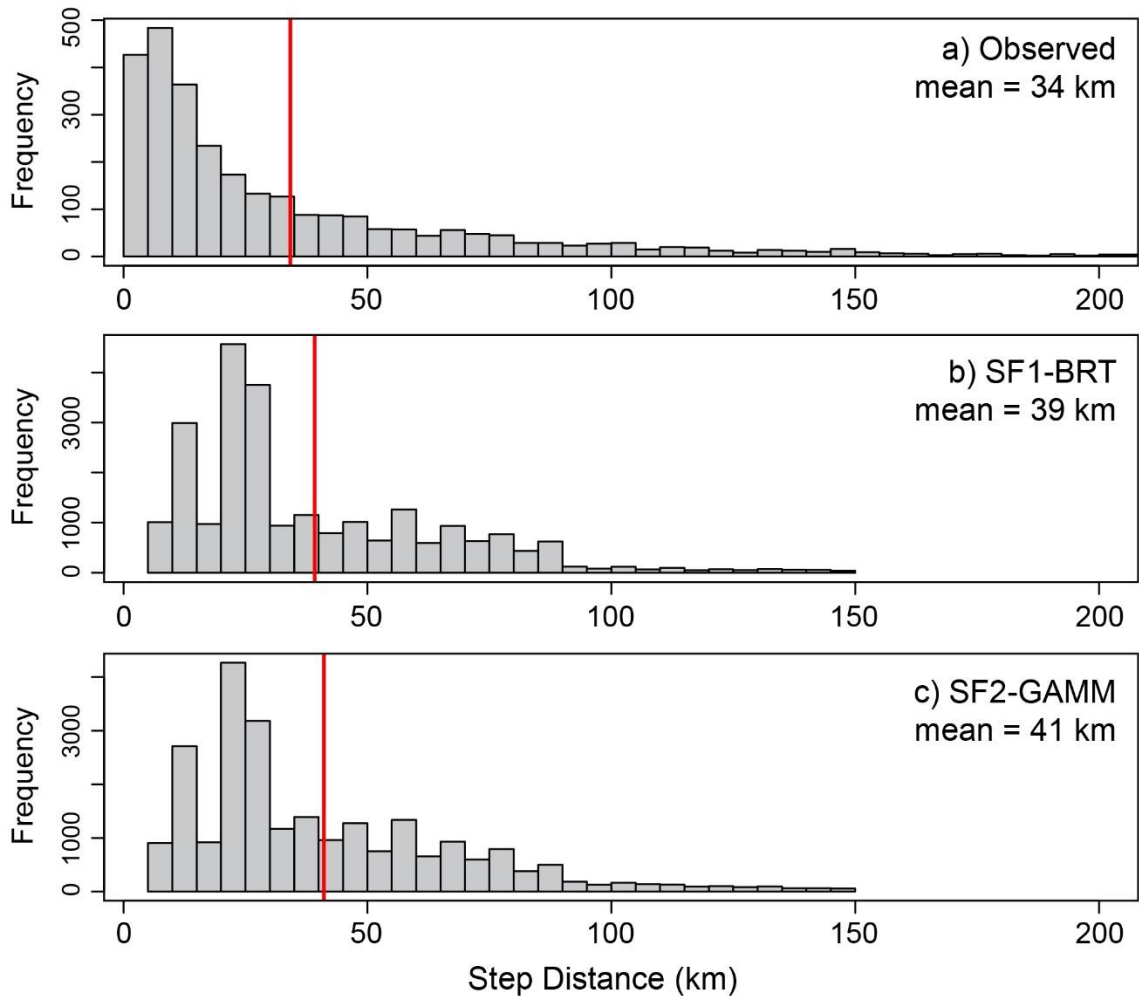 a) Observed
mean = 34 km
Frequency
500
300
100
0
0 50 100 150 200
b) SF1-BRT
mean = 39 km
Frequency
3000
1000
0
0 50 100 150 200
c) SF2-GAMM
mean = 41 km
Frequency
3000
1000
0
0 50 100 150 200
Step Distance (km)